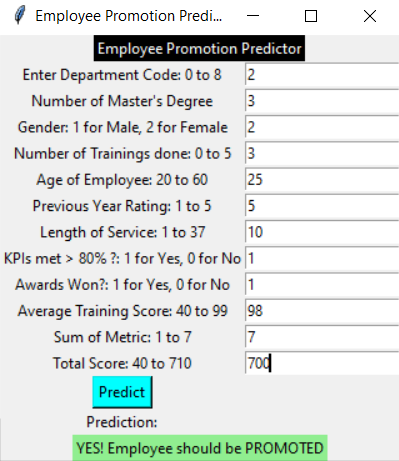 Employee Promotion Predi...
Employee Promotion Predictor
Enter Department Code: 0 to 8 2
Number of Master's Degree 3
Gender: 1 for Male, 2 for Female 2
Number of Trainings done: 0 to 5 3
Age of Employee: 20 to 60 25
Previous Year Rating: 1 to 5 5
Length of Service: 1 to 37 10
KPIs met > 80% ?: 1 for Yes, 0 for No 1
Awards Won?: 1 for Yes, 0 for No 1
Average Training Score: 40 to 99 98
Sum of Metric: 1 to 7 7
Total Score: 40 to 710 700
Predict
Prediction:
YES! Employee should be PROMOTED